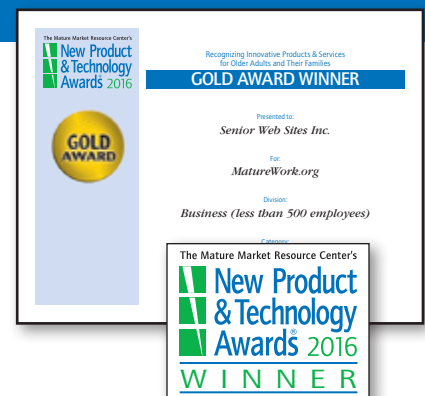 The Mature Market Resource Center's
New Product
& Technology
Awards 2016
GOLD
AWARD
Recognizing Innovative Products & Services
for Older Adults and Their Families
GOLD AWARD WINNER
Presented to:
Senior Web Sites Inc.
For:
MatureWork.org
Division:
Business (less than 500 employees)
Category:
The Mature Market Resource Center's
New Product
& Technology
Awards® 2016
WINNER